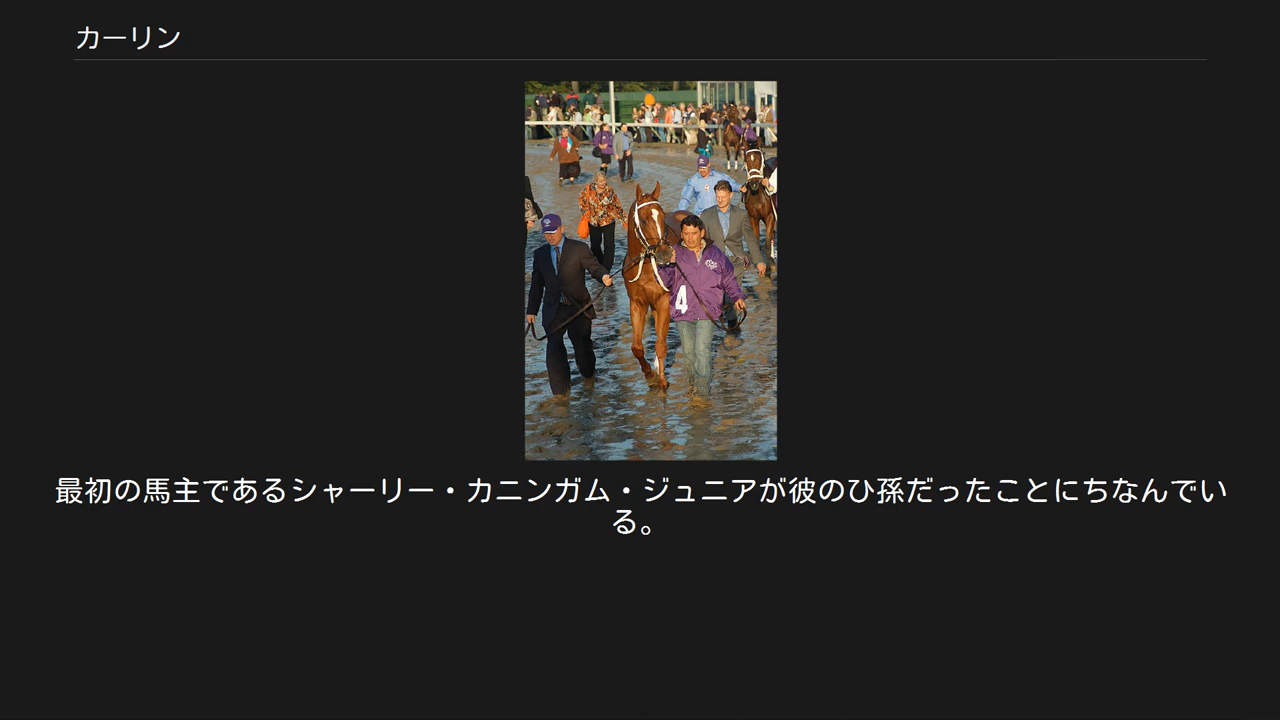 カーリン
4
最初の馬主であるシャーリー・カニンガム・ジュニアが彼のひ孫だったことにちなんでい
る。